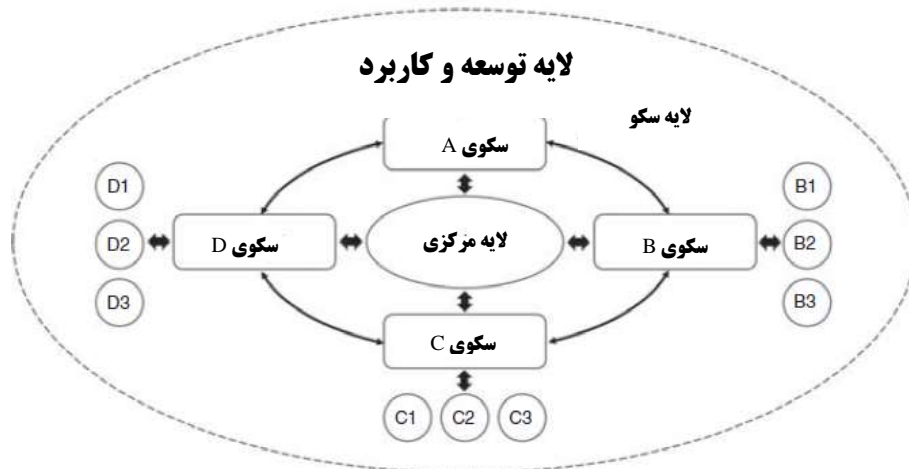 لایه توسعه و کاربرد
لایه سکو
سکوی A
D1
B1
D2
سکوی D
لایه مرکزی
سکوی B
B2
D3
B3
سکوی C
C1
C2
C3